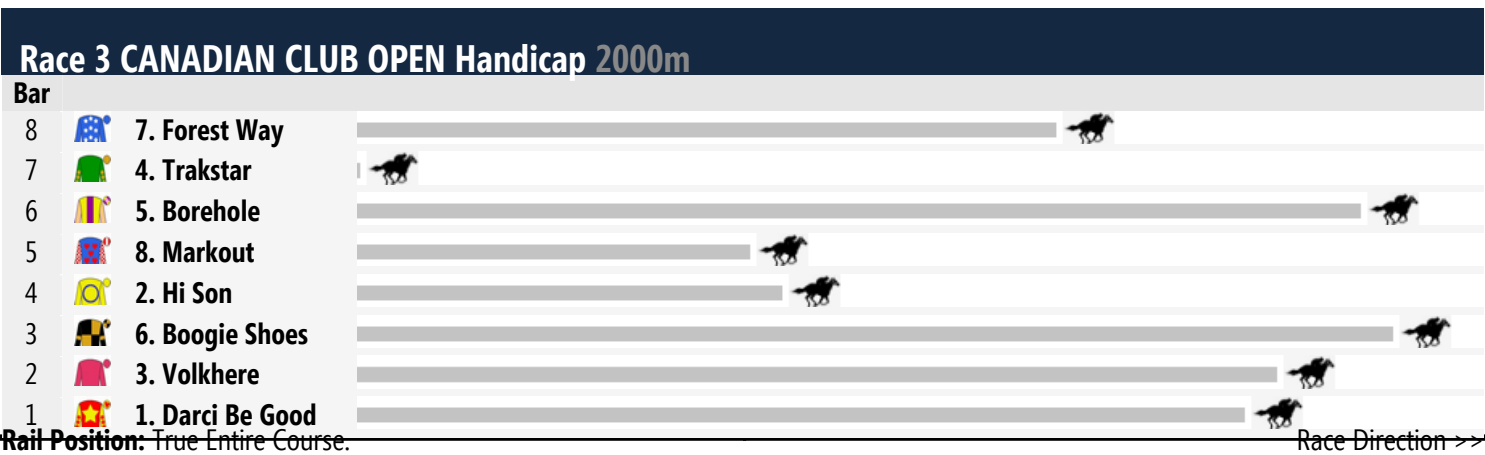 Race 3 CANADIAN CLUB OPEN Handicap 2000m
Bar
8 7. Forest Way
7 4. Trakstar
6 5. Borehole
5 8. Markout
4 2. Hi Son
3 6. Boogie Shoes
2 3. Volkhere
1 1. Darci Be Good
Rail Position: True Entire Course. Race Direction >>